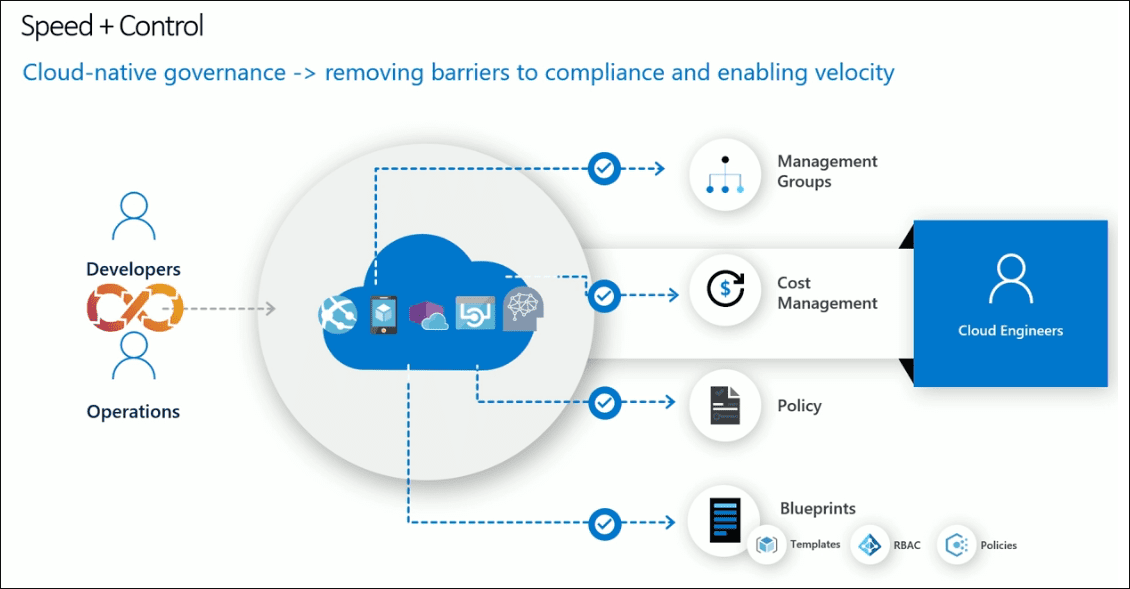 Speed + Control
Cloud-native governance -> removing barriers to compliance and enabling velocity
Developers
Operations
Management
Groups
$
Cost
Management
Policy
Blueprints
Templates
RBAC
Policies
Cloud Engineers